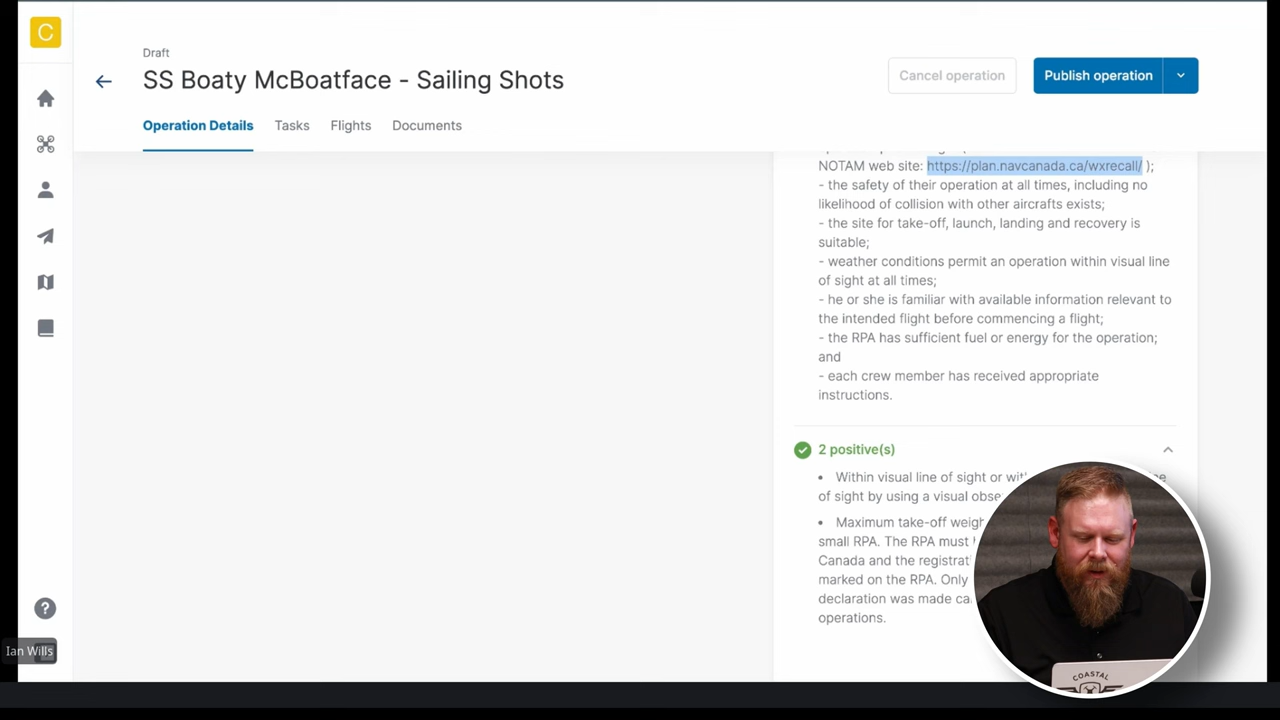 C
Draft
SS Boaty McBoatface - Sailing Shots
Cancel operation
Publish operation
Operation Details
Tasks
Flights
Documents
NOTAM web site: https://plan.navcanada.ca/wxrecall/ );
- the safety of their operation at all times, including no
likelihood of collision with other aircrafts exists;
- the site for take-off, launch, landing and recovery is
suitable;
- weather conditions permit an operation within visual line
of sight at all times;
- he or she is familiar with available information relevant to
the intended flight before commencing a flight;
- the RPA has sufficient fuel or energy for the operation;
and
- each crew member has received appropriate
instructions.
2 positive(s)
• Within visual line of sight or
of sight by using a visual
• Maximum take-off
small RPA. The RPA must
Canada and the
marked on the RPA. Only
declaration was made
operations.
?
Ian Wills
COASTAL